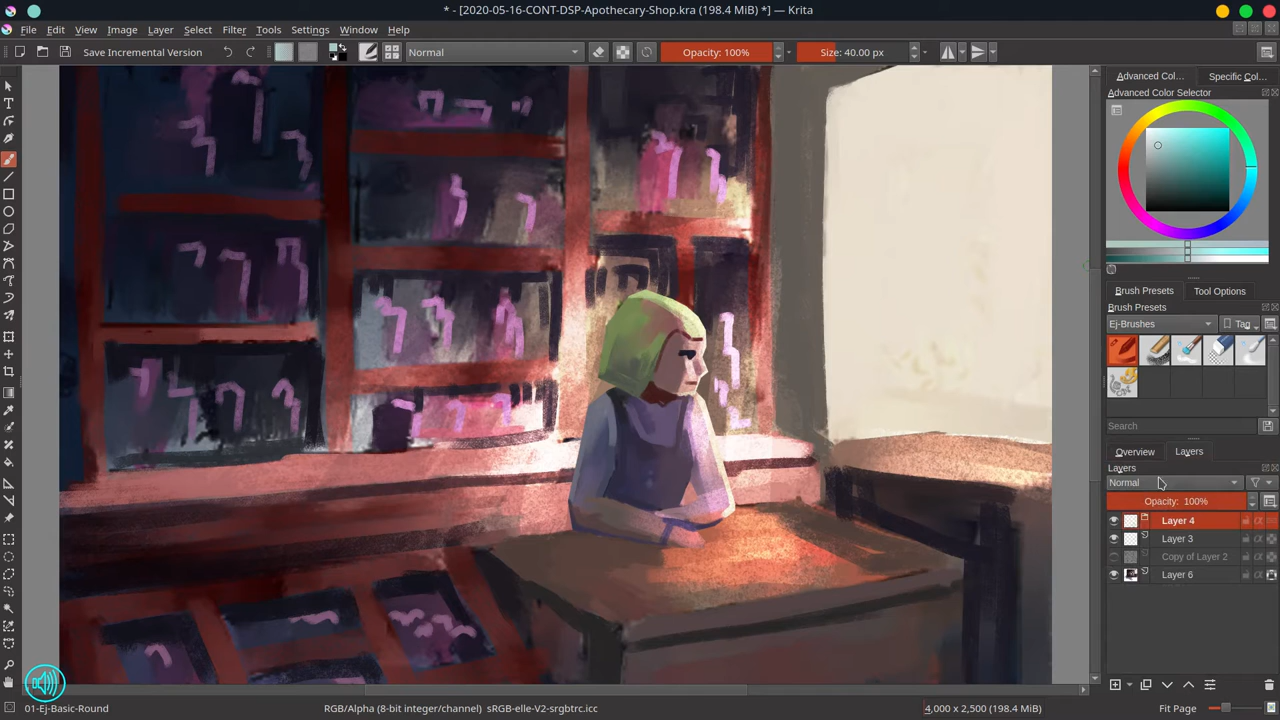 * - [2020-05-16-CONT-DSP-Apothecary-Shop.kra (198.4 MiB) *] — Krita
File Edit View Image Layer Select Filter Tools Settings Window Help
Save Incremental Version Normal Opacity: 100% Size: 40.00 px
Advanced Col... Specific Col...
Advanced Color Selector
Brush Presets Tool Options
Brush Presets
Ej-Brushes Tag
Search
Overview Layers
Layers
Normal
Opacity: 100%
Layer 4
Layer 3
Copy of Layer 2
Layer 6
01-Ej-Basic-Round RGB/Alpha (8-bit integer/channel) sRGB-elle-V2-srgbtrc.icc 4,000 x 2,500 (198.4 MiB) Fit Page